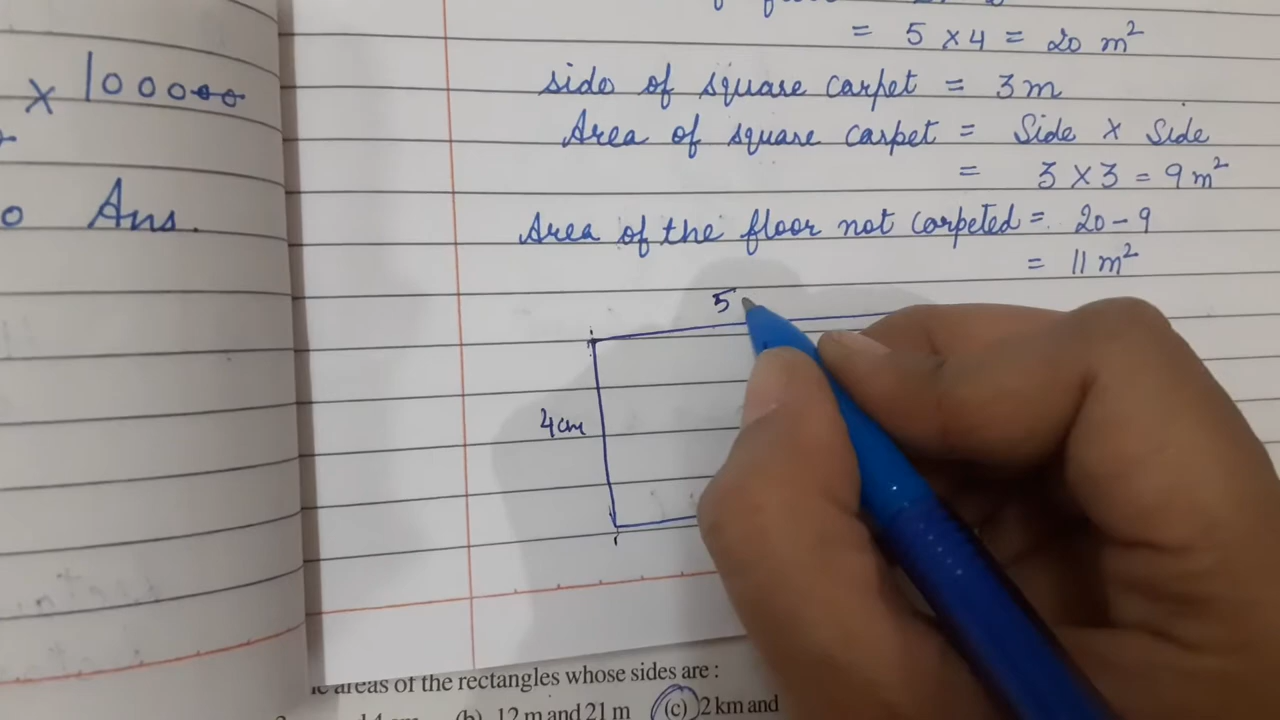 = 5 x 4 = 20 m²
side of square carpet = 3m
Area of square carpet = Side x Side
= 3 x 3 = 9 m²
Area of the floor not carpeted = 20 - 9
= 11 m²
5
4cm
x 100000
Ans.
areas of the rectangles whose sides are :
(b) 12 m and 21 m (c) 2 km and